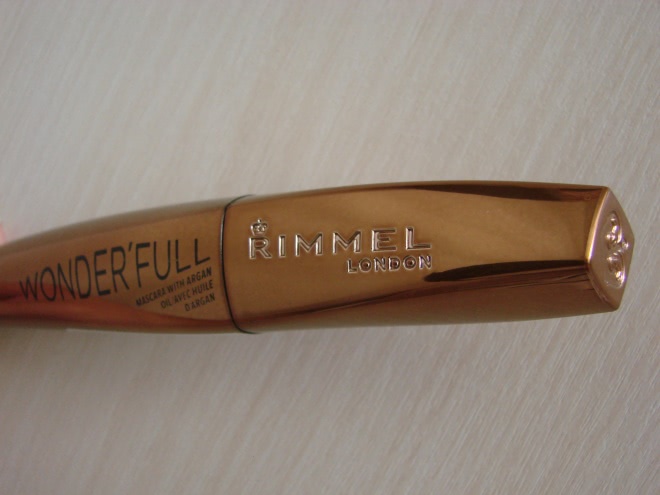 WONDER'FULL
MASCARA WITH ARGAN
OIL/AVEC HUILE
D'ARGAN
RIMMEL
LONDON